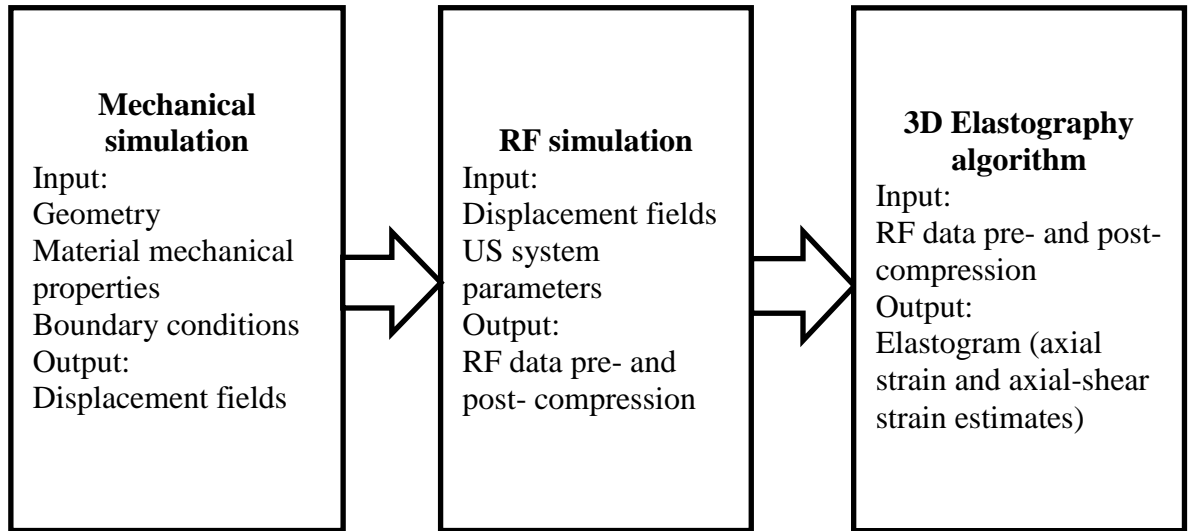 Mechanical
simulation
Input:
Geometry
Material mechanical
properties
Boundary conditions
Output:
Displacement fields
RF simulation
Input:
Displacement fields
US system
parameters
Output:
RF data pre- and
post- compression
3D Elastography
algorithm
Input:
RF data pre- and post-
compression
Output:
Elastogram (axial
strain and axial-shear
strain estimates)